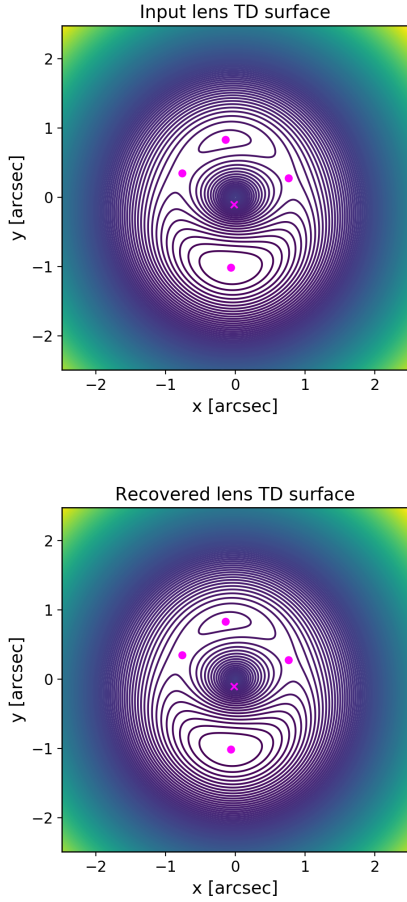 Input lens TD surface
2
1
0
−1
−2
y [arcsec]
−2 −1 0 1 2
x [arcsec]
Recovered lens TD surface
2
1
0
−1
−2
y [arcsec]
−2 −1 0 1 2
x [arcsec]